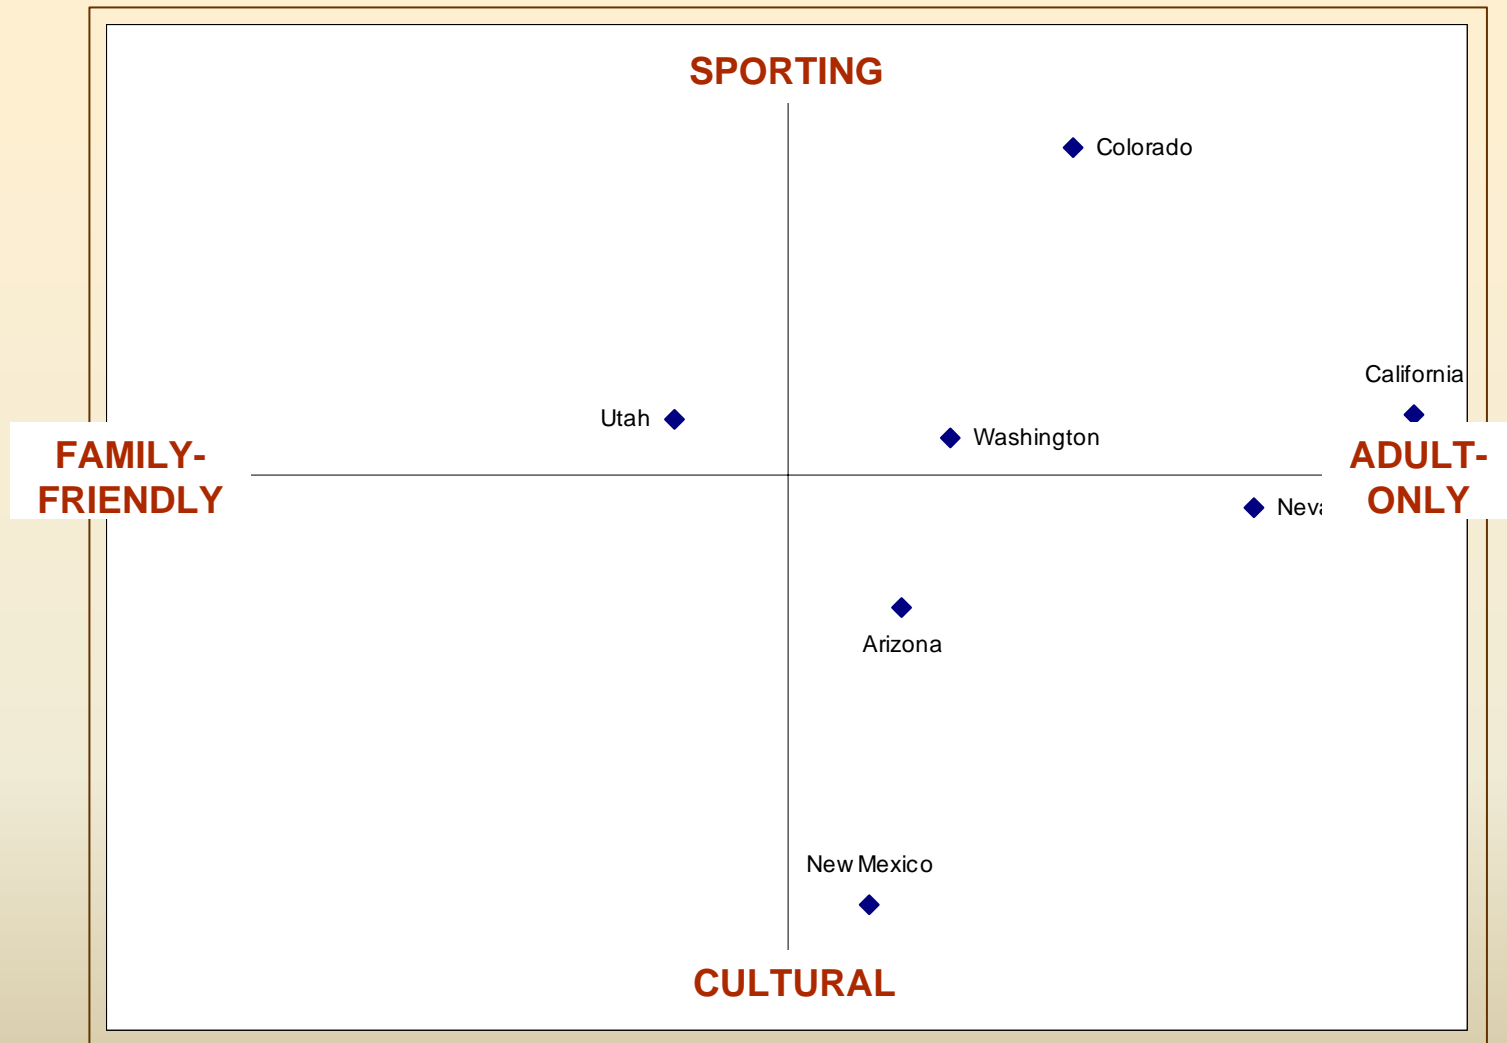 SPORTING
Colorado
California
Utah
Washington
FAMILY-
FRIENDLY
ADULT-
ONLY
Arizona
New Mexico
CULTURAL